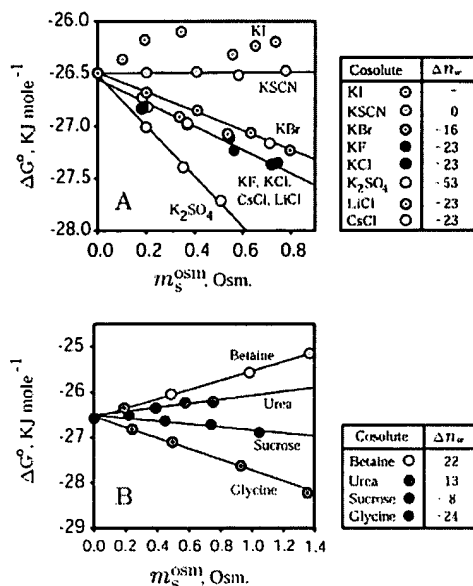 -26.0
-26.5
-27.0
-27.5
-28.0
ΔG°, KJ mole⁻¹
KI
KSCN
KBr
KF, KCl,
CsCl, LiCl
K₂SO₄
A
0.0 0.2 0.4 0.6 0.8
mₛᵒˢᵐ, Osm.
Cosolute Δn_w
KI -
KSCN 0
KBr -16
KF -23
KCl -23
K₂SO₄ -53
LiCl -23
CsCl -23
-25
-26
-27
-28
-29
ΔG°, KJ mole⁻¹
Betaine
Urea
Sucrose
Glycine
B
0.0 0.2 0.4 0.6 0.8 1.0 1.2 1.4
mₛᵒˢᵐ, Osm.
Cosolute Δn_w
Betaine 22
Urea 13
Sucrose -8
Glycine -24